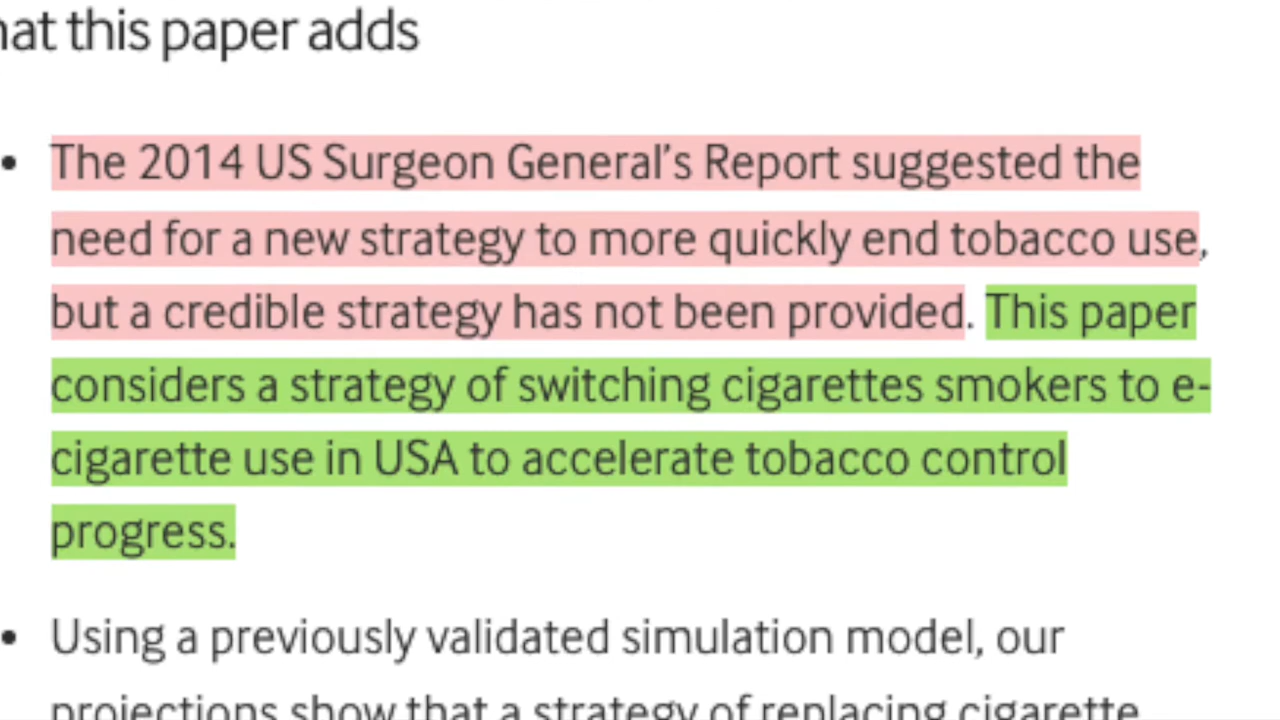 hat this paper adds
• The 2014 US Surgeon General’s Report suggested the
need for a new strategy to more quickly end tobacco use,
but a credible strategy has not been provided. This paper
considers a strategy of switching cigarettes smokers to e-
cigarette use in USA to accelerate tobacco control
progress.
• Using a previously validated simulation model, our
projections show that a strategy of replacing cigarette